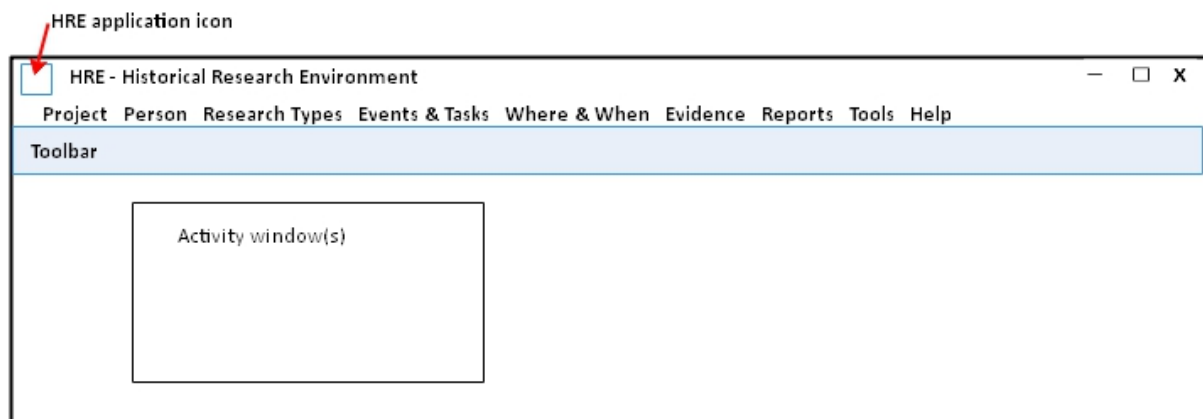 HRE application icon
HRE - Historical Research Environment
X
Project Person Research Types Events & Tasks Where & When Evidence Reports Tools Help
Toolbar
Activity window(s)